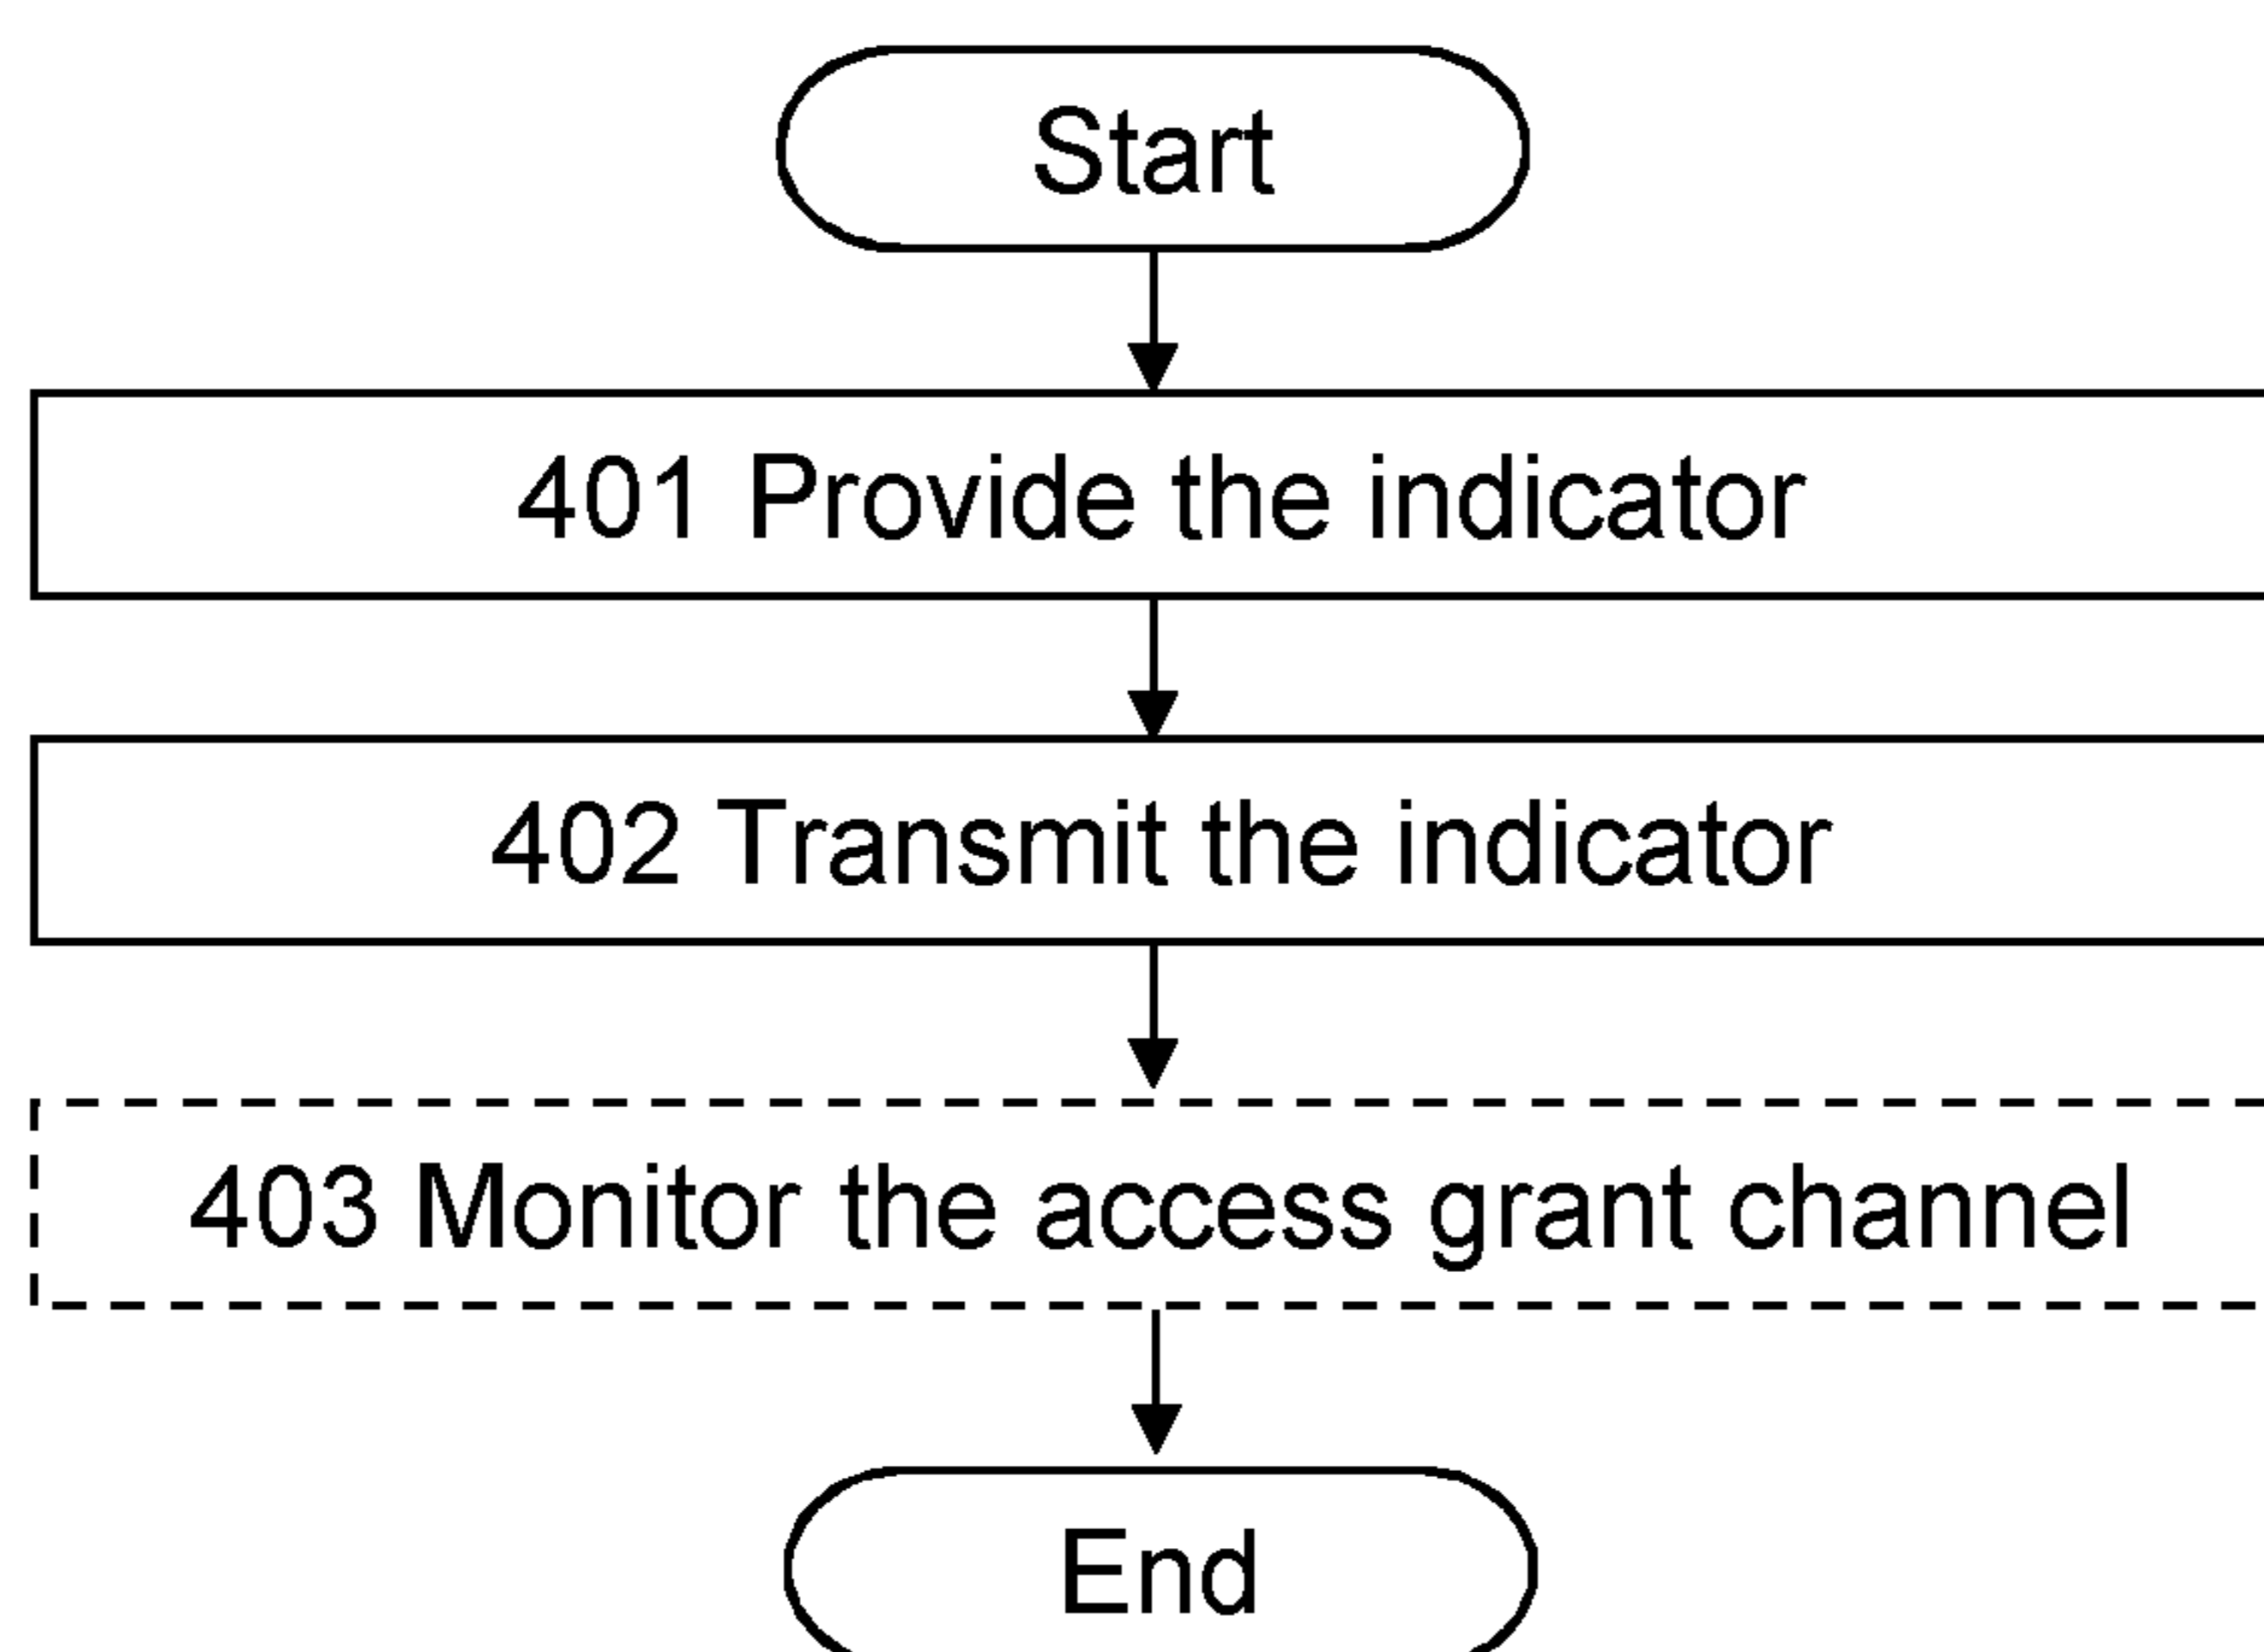 Start
401 Provide the indicator
402 Transmit the indicator
403 Monitor the access grant channel
End